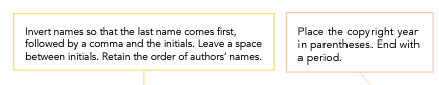 Invert names so that the last name comes first,
followed by a comma and the initials. Leave a space
between initials. Retain the order of authors’ names.
Place the copyright year
in parentheses. End with
a period.